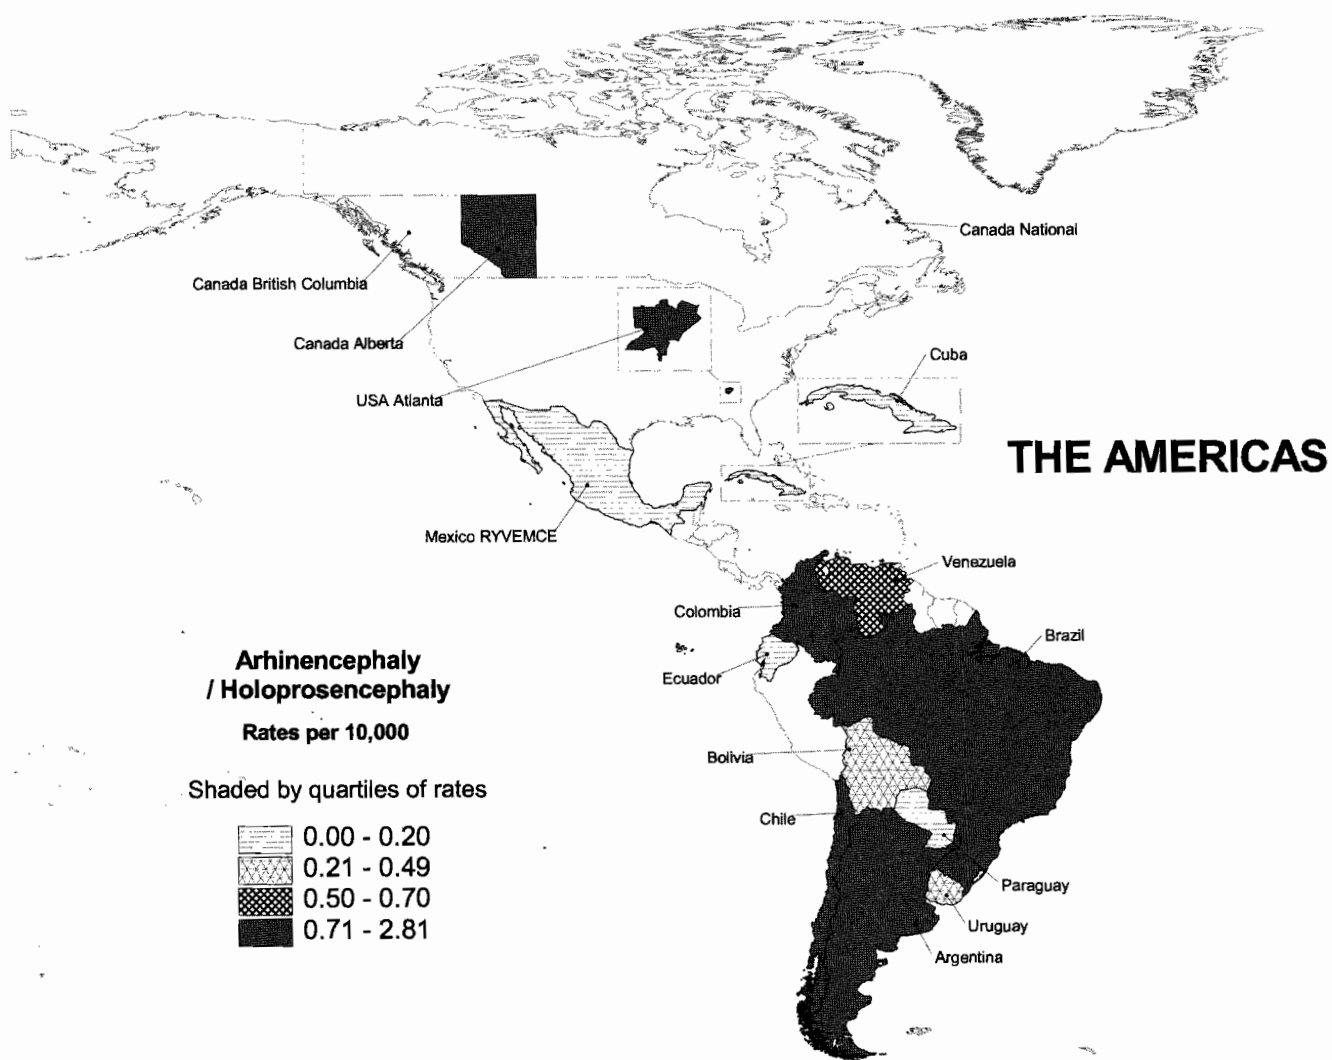 Canada National
Canada British Columbia
Canada Alberta
Cuba
USA Atlanta
THE AMERICAS
Mexico RYVEMCE
Venezuela
Colombia
Brazil
Ecuador
Arhinencephaly
/ Holoprosencephaly
Rates per 10,000
Bolivia
Shaded by quartiles of rates
Chile
0.00 - 0.20
0.21 - 0.49
0.50 - 0.70
0.71 - 2.81
Paraguay
Uruguay
Argentina